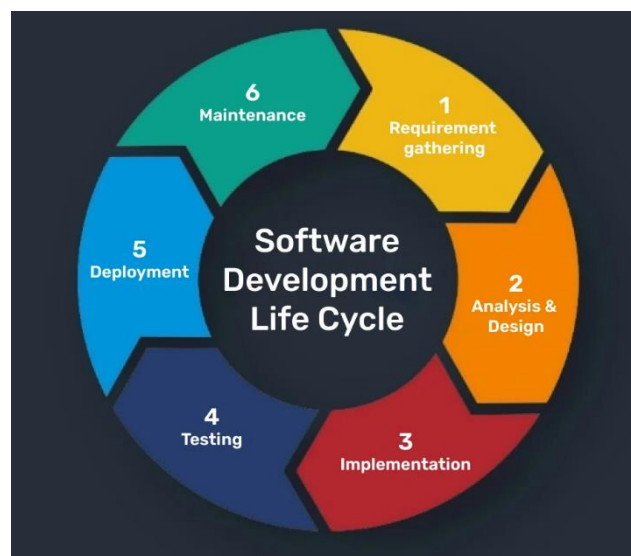 Software
Development
Life Cycle
1
Requirement
gathering
2
Analysis &
Design
3
Implementation
4
Testing
5
Deployment
6
Maintenance